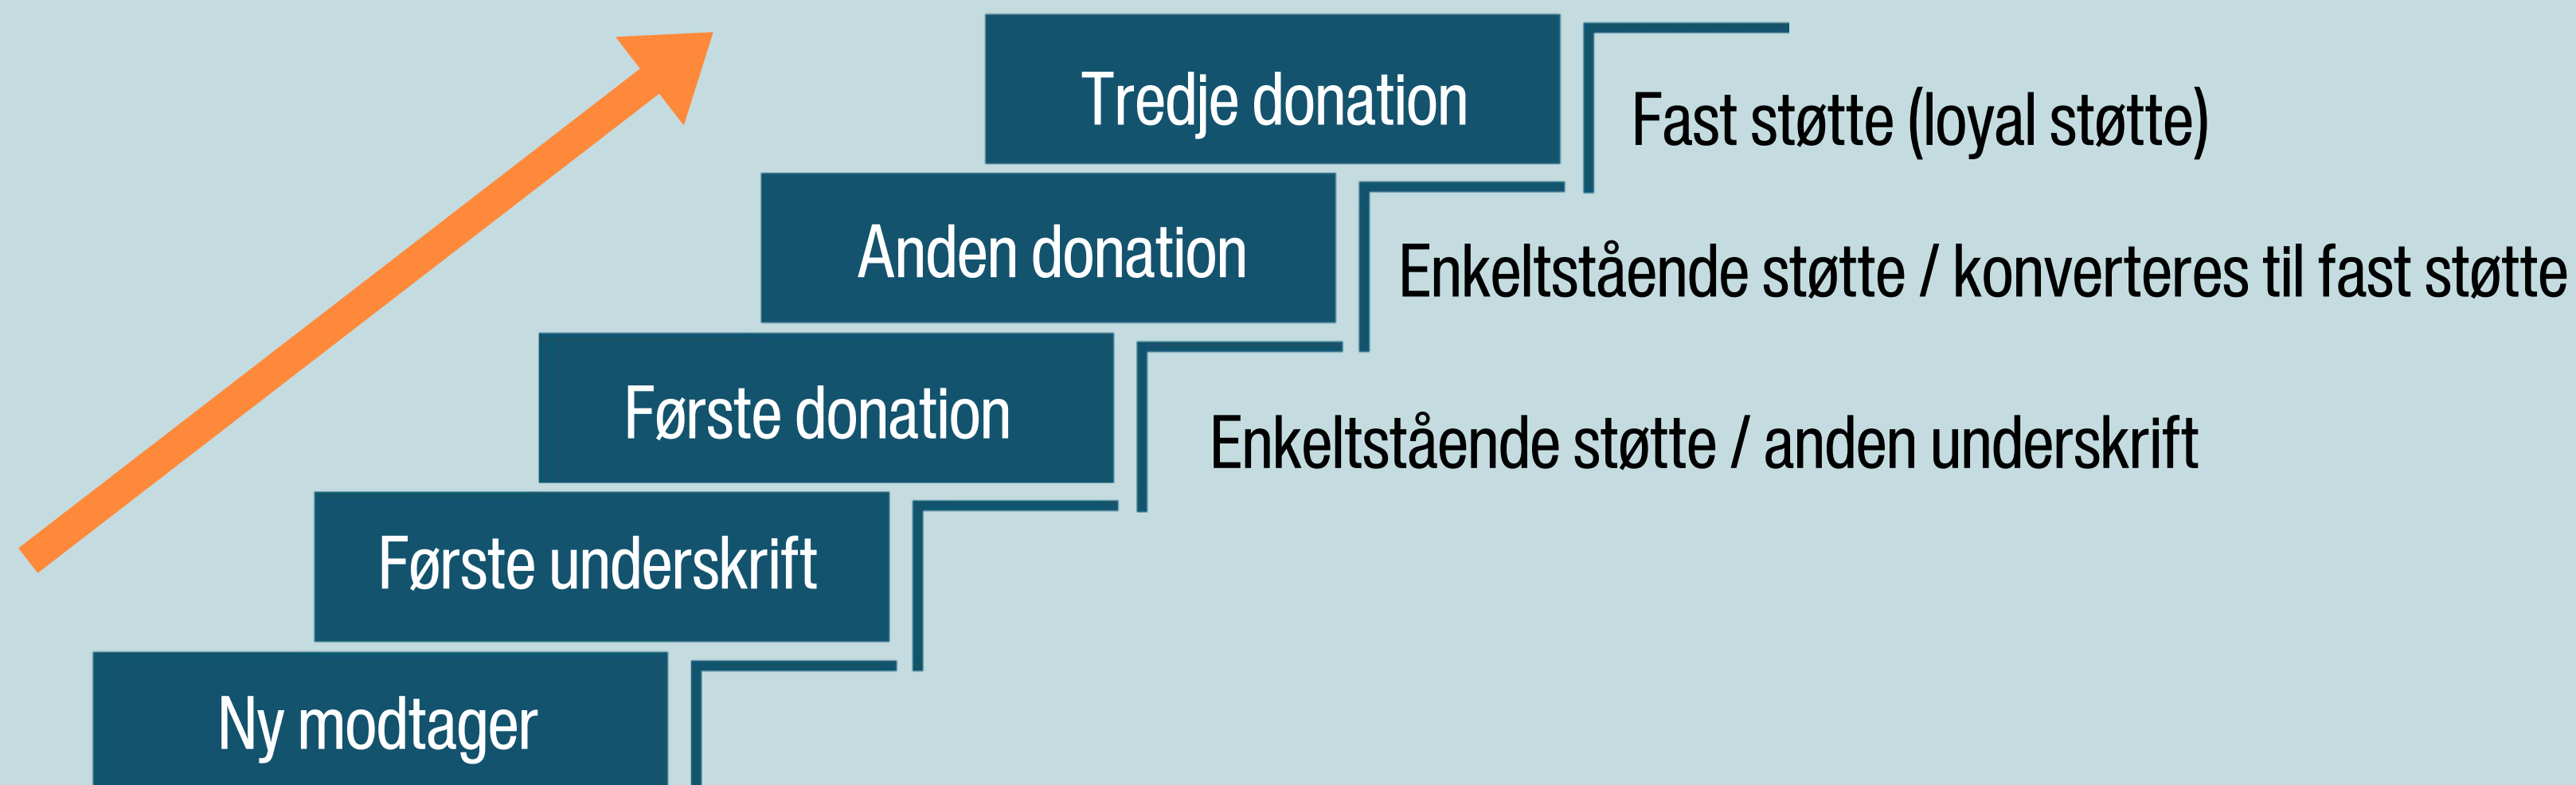 Tredje donation
Fast støtte (loyal støtte)
Anden donation
Enkeltstående støtte / konverteres til fast støtte
Første donation
Enkeltstående støtte / anden underskrift
Første underskrift
Ny modtager